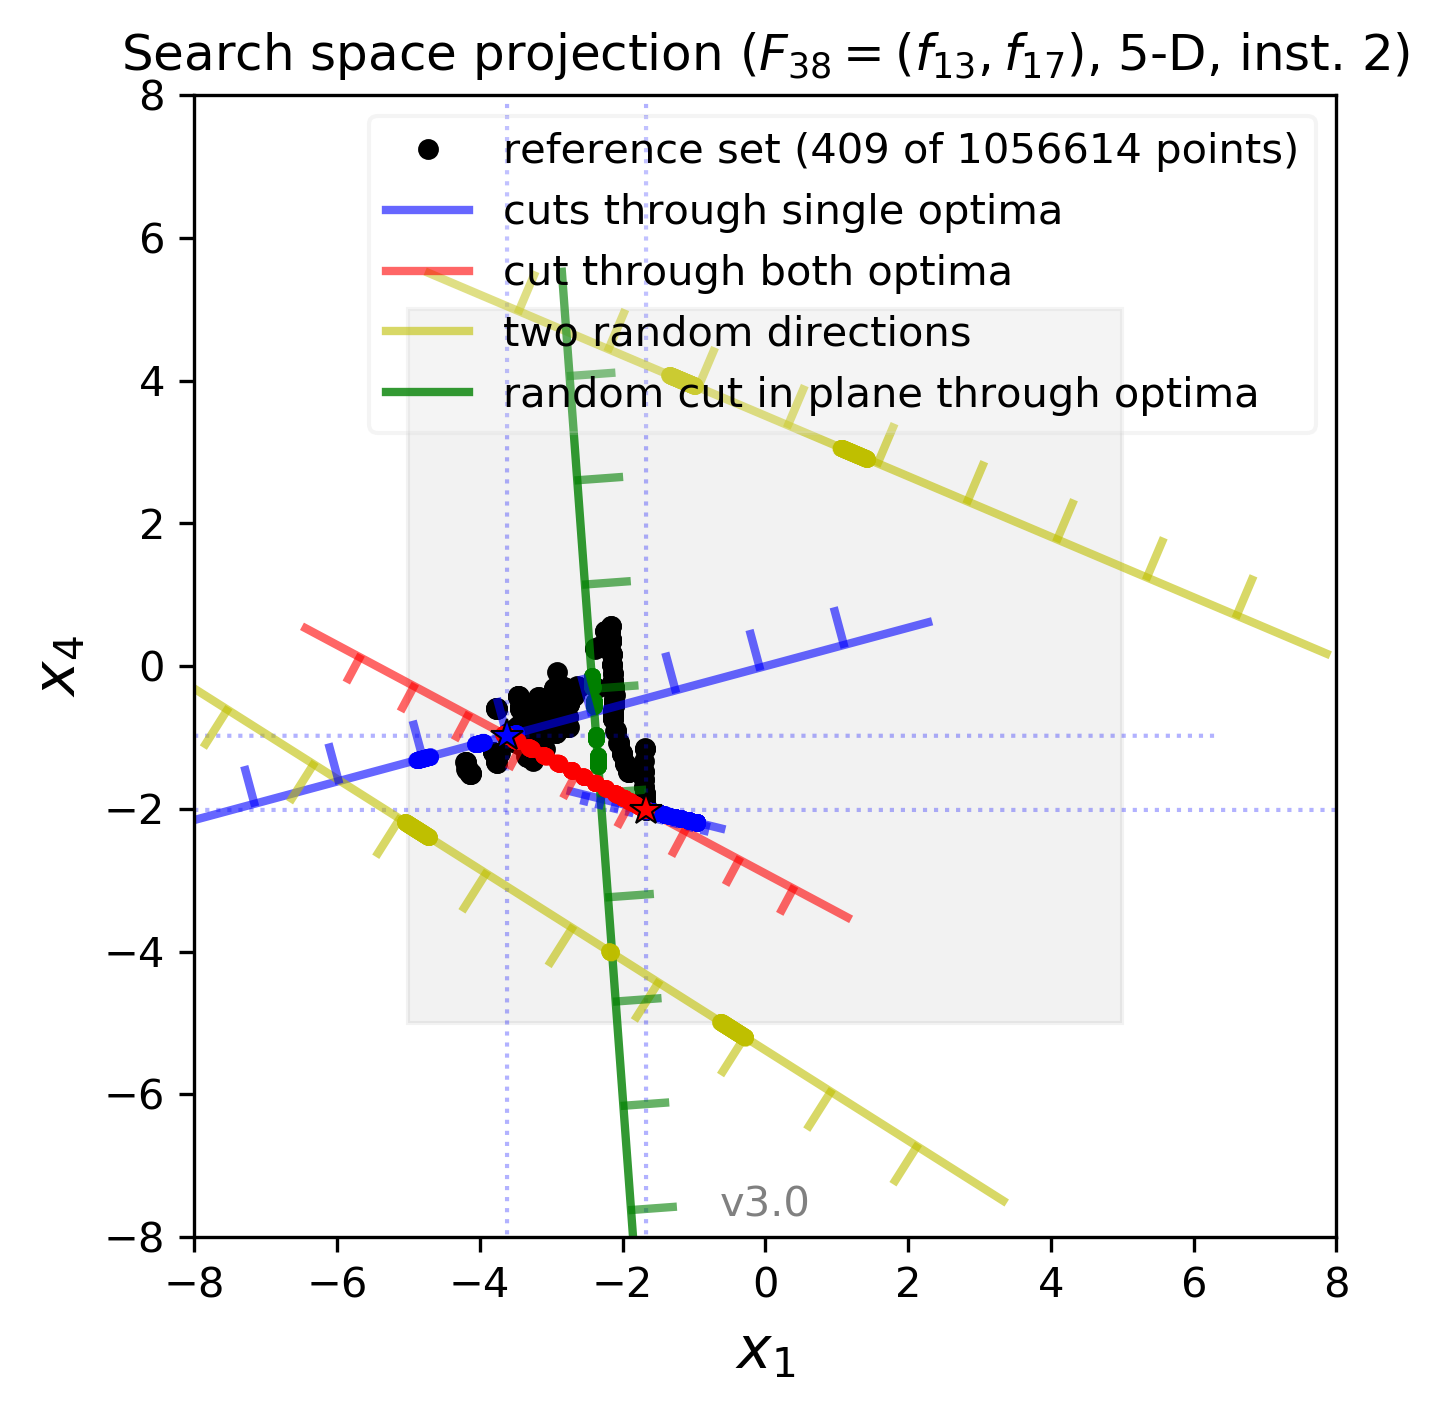 Search space projection (F₃₈ = (f₁₃, f₁₇), 5-D, inst. 2)
reference set (409 of 1056614 points)
cuts through single optima
cut through both optima
two random directions
random cut in plane through optima
8
6
4
2
0
−2
−4
−6
−8
x₄
v3.0
−8 −6 −4 −2 0 2 4 6 8
x₁